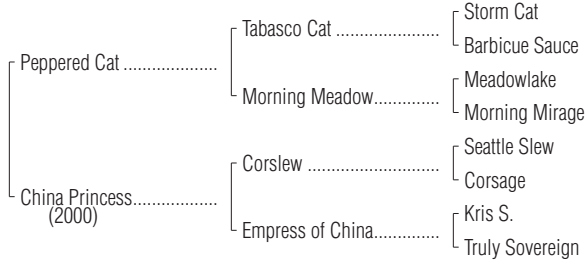 Storm Cat
Tabasco Cat ......................
Barbicue Sauce
Peppered Cat ....................
Meadowlake
Morning Meadow..............
Morning Mirage
Seattle Slew
Corslew ............................
Corsage
China Princess..................
(2000)
Kris S.
Empress of China..............
Truly Sovereign